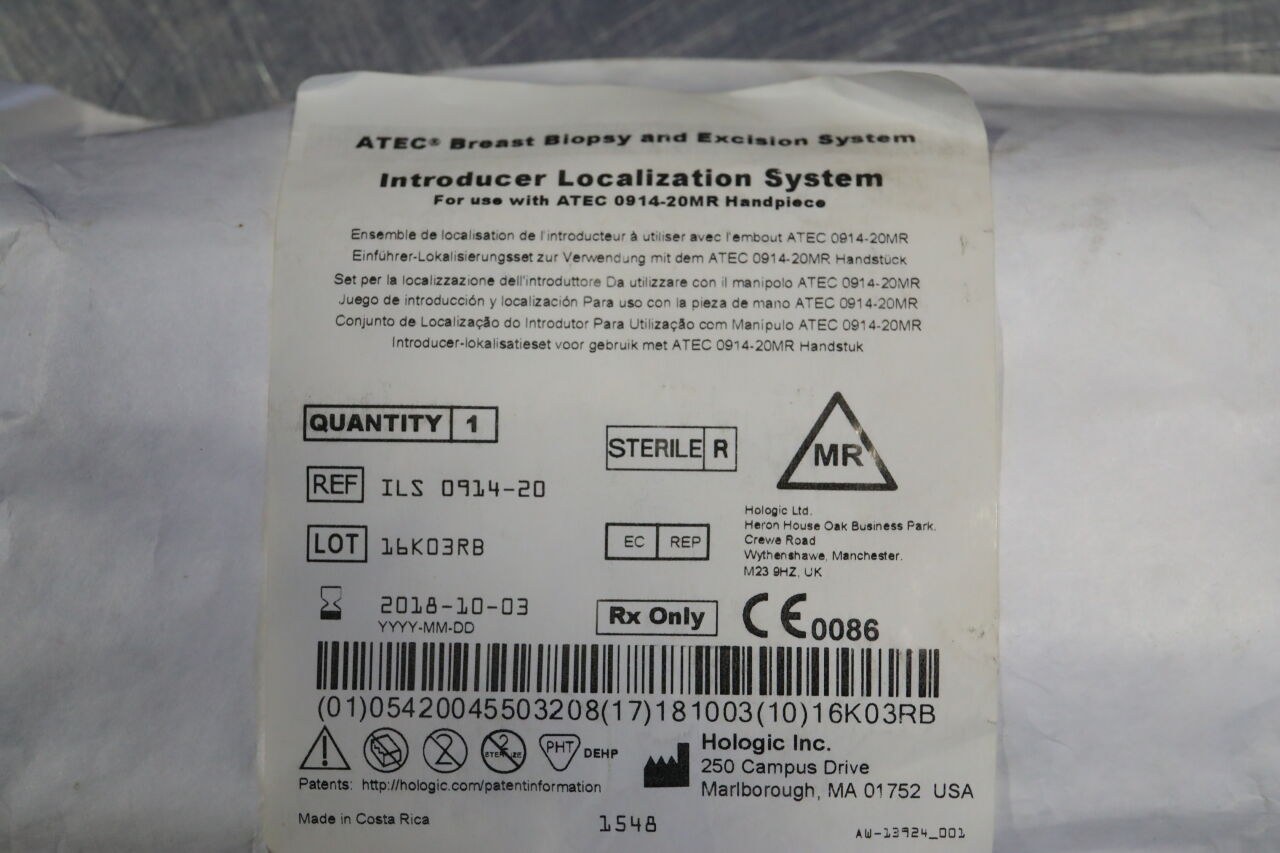 ATEC® Breast Biopsy and Excision System
Introducer Localization System
For use with ATEC 0914-20MR Handpiece
Ensemble de localisation de l'introducteur à utiliser avec l'embout ATEC 0914-20MR
Einführer-Lokalisierungsset zur Verwendung mit dem ATEC 0914-20MR Handstück
Set per la localizzazione dell'introduttore Da utilizzare con il manipolo ATEC 0914-20MR
Juego de introducción y localización Para uso con la pieza de mano ATEC 0914-20MR
Conjunto de Localização do Introdutor Para Utilização com Manipulo ATEC 0914-20MR
Introducer-lokalisatieset voor gebruik met ATEC 0914-20MR Handstuk
QUANTITY 1
STERILE R
MR
REF ILS 0914-20
Hologic Ltd.
Heron House Oak Business Park.
Crewe Road
Wythenshawe, Manchester.
M23 9HZ, UK
LOT 16K03RB
EC REP
2018-10-03
YYYY-MM-DD
Rx Only
CE 0086
(01)05420045503208(17)181003(10)16K03RB
2
STERILIZE
PHT DEHP
Hologic Inc.
250 Campus Drive
Marlborough, MA 01752 USA
Patents: http://hologic.com/patentinformation
Made in Costa Rica
1548
AW-13924_001